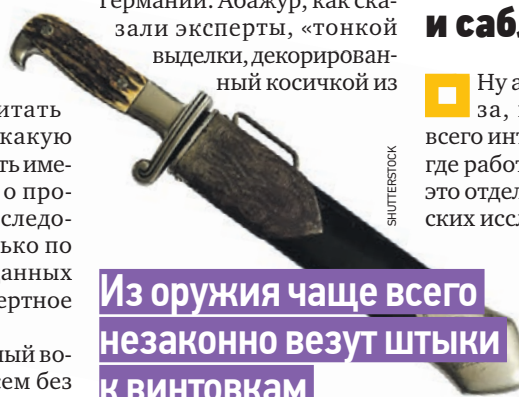 Германии. Абажур, как ска-
зали эксперты, «тонкой
выделки, декорирован-
ный косичкой из
итать
какую
ть име-
о про-
следо-
ько по
данных
ертное
ный во-
сем без
SHUTTERSTOCK
Из оружия чаще всего
незаконно везут штыки
к винтовкам
и саб
Ну а
за,
всего инт
где работ
это отдел
ских иссл